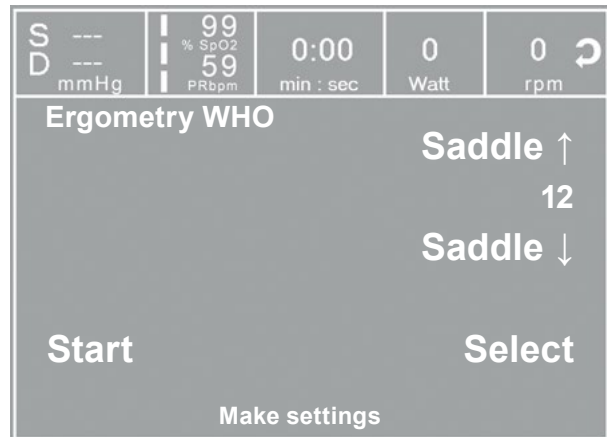 S ---
D ---
mmHg
99
% SpO2
59
PRbpm
0:00
min : sec
0
Watt
0
rpm
Ergometry WHO
Saddle ↑
12
Saddle ↓
Start
Select
Make settings